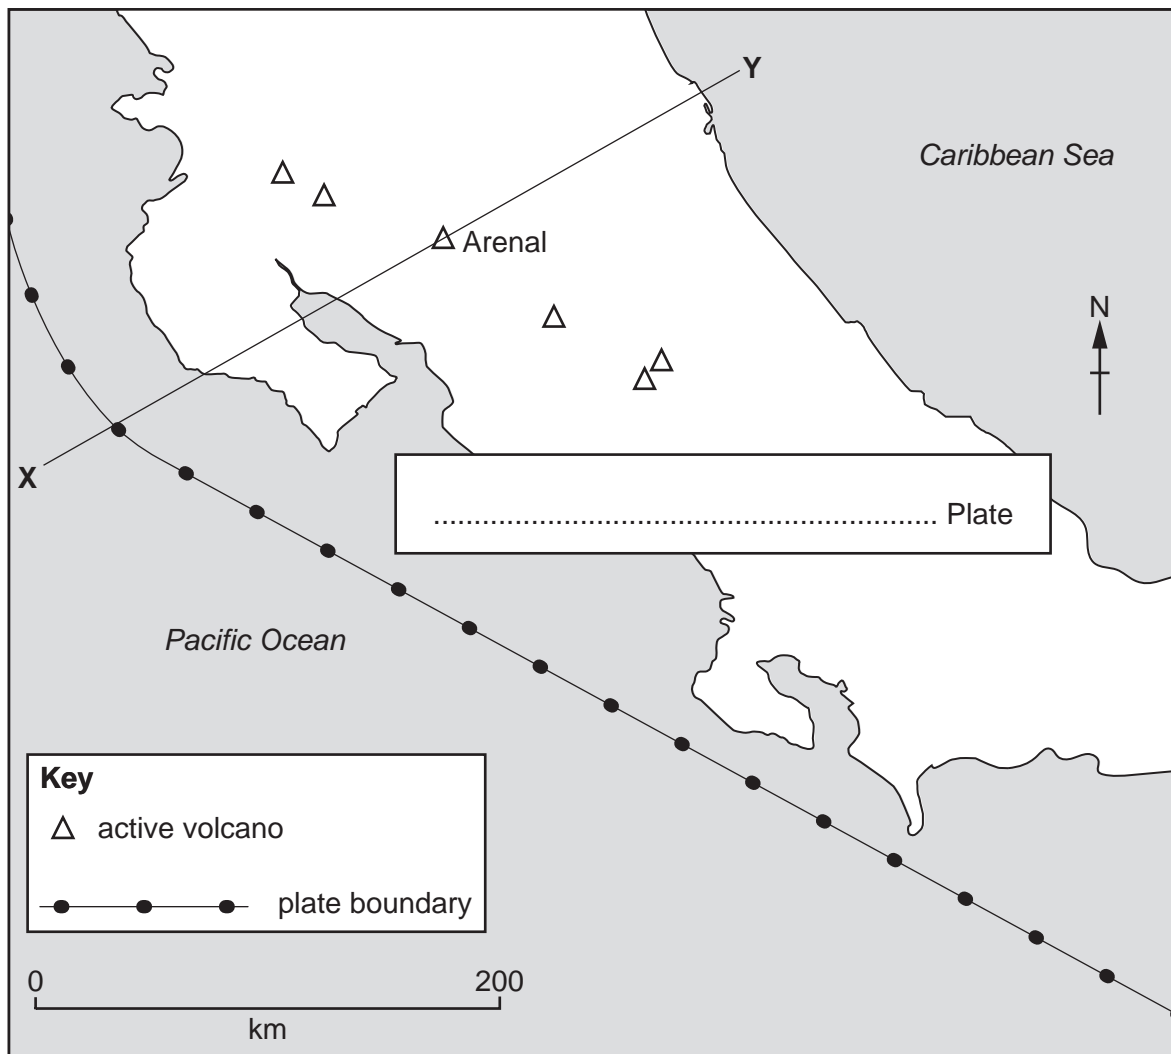 Y
Caribbean Sea
Arenal
N
X
.............................................................. Plate
Pacific Ocean
Key
active volcano
plate boundary
0 200
km